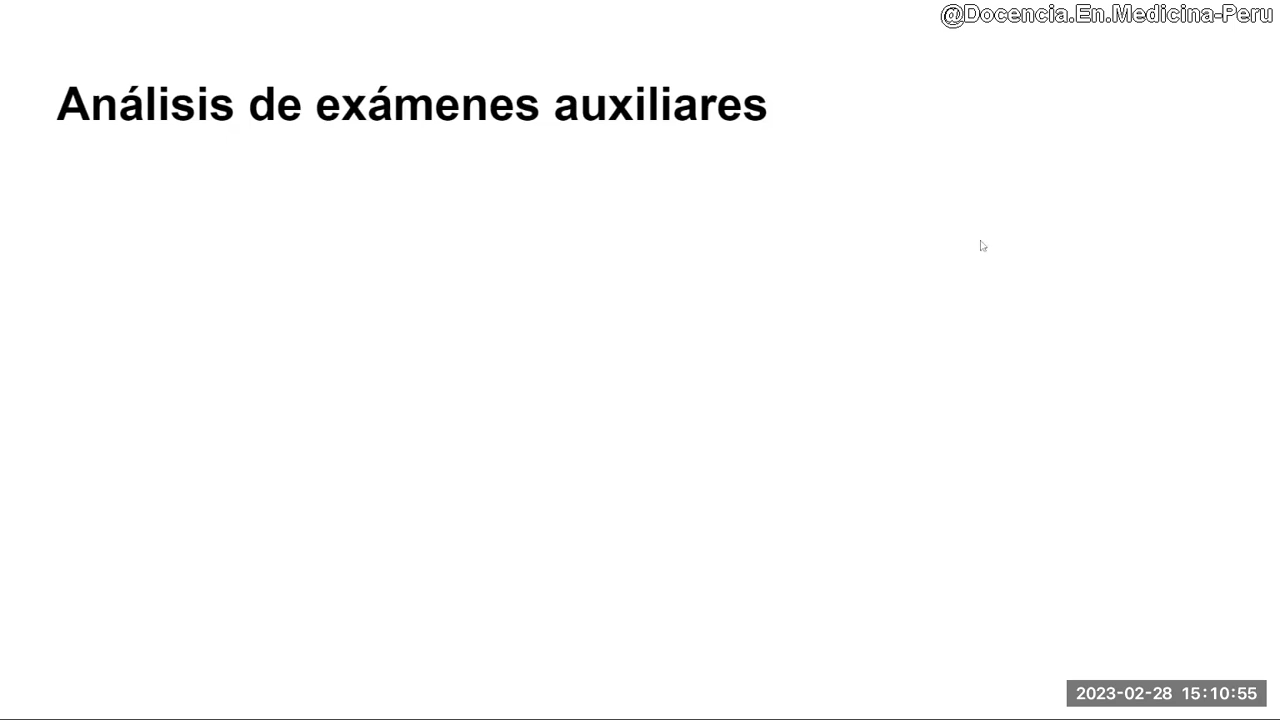 @Docencia.En.Medicina-Peru
Análisis de exámenes auxiliares
2023-02-28 15:10:55